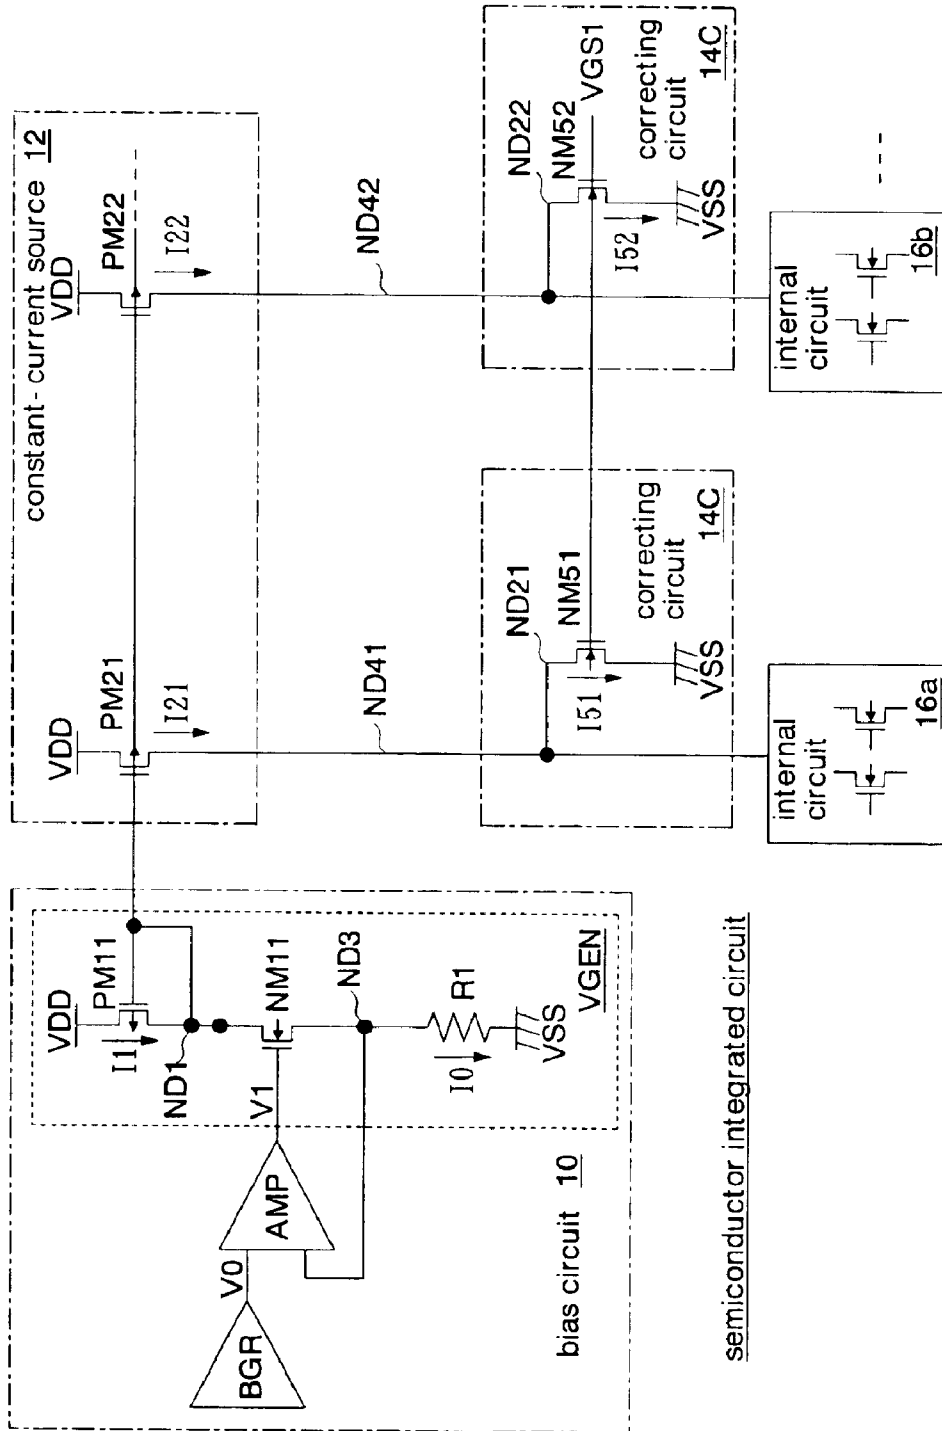 bias circuit 10
BGR
V0
AMP
V1
VDD
PM11
I1
ND1
NM11
ND3
R1
I0
VSS
VGEN
constant-current source 12
VDD
PM21
I21
ND41
VDD
PM22
I22
ND42
ND21
NM51
I51
VSS
correcting
circuit
14C
ND22
NM52
VGS1
I52
VSS
correcting
circuit
14C
internal
circuit
16a
internal
circuit
16b
semiconductor integrated circuit